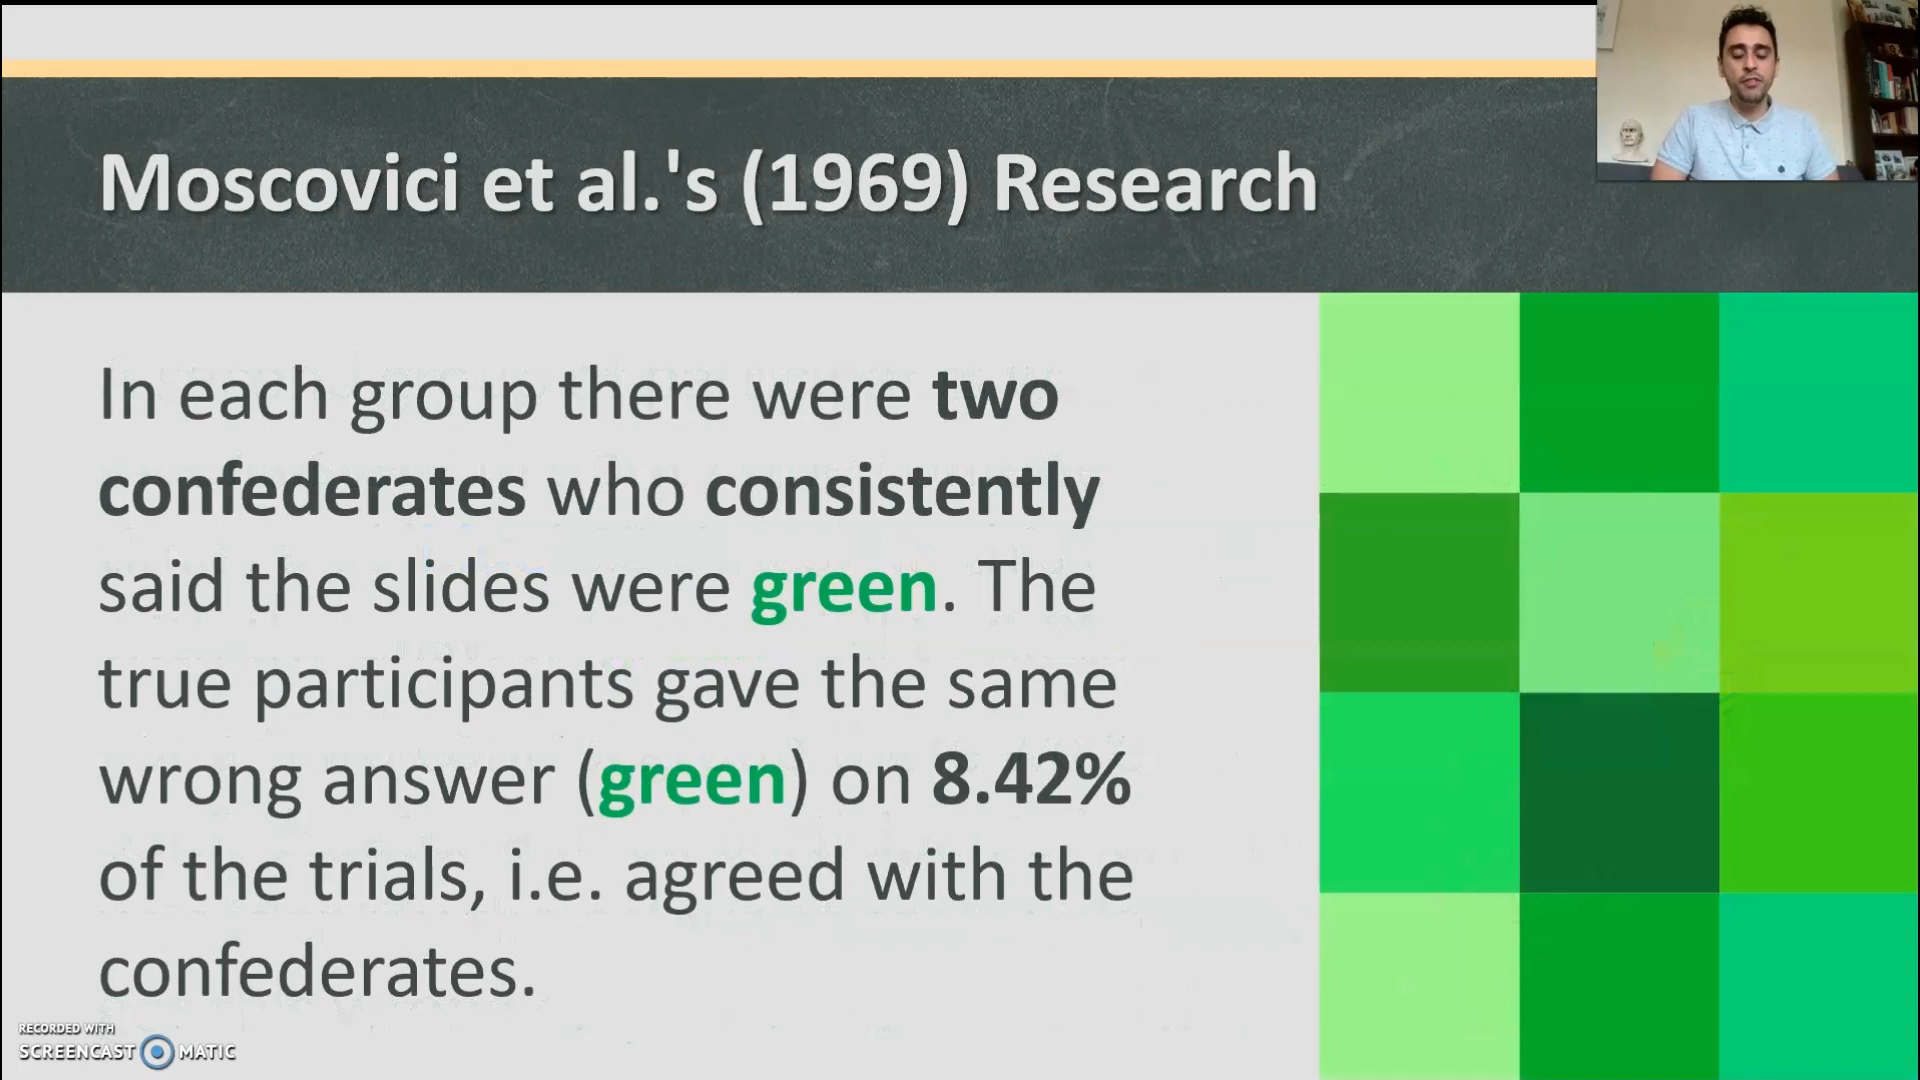 Moscovici et al.'s (1969) Research
In each group there were two
confederates who consistently
said the slides were green. The
true participants gave the same
wrong answer (green) on 8.42%
of the trials, i.e. agreed with the
confederates.
RECORDED WITH
SCREENCAST MATIC